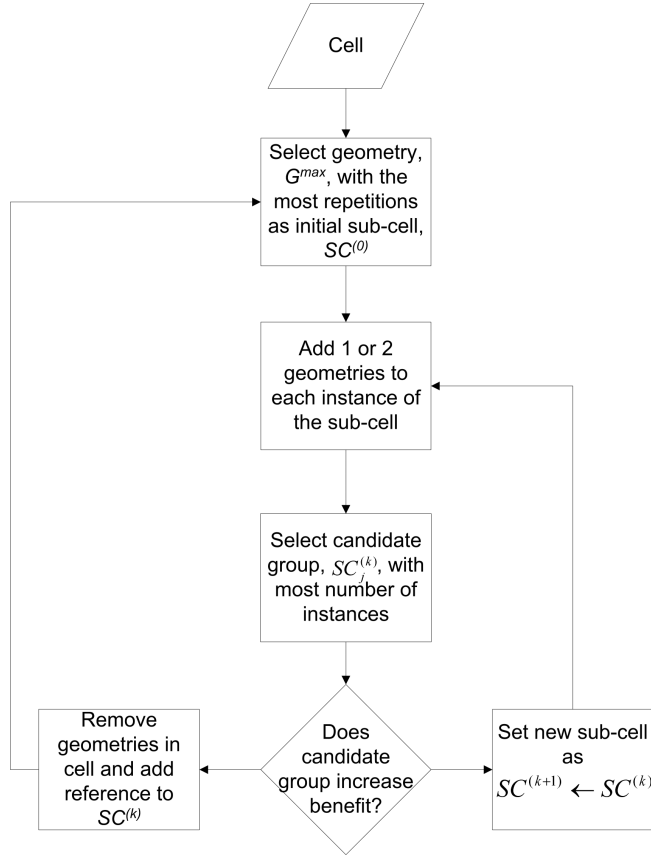 Cell
Select geometry,
G^max, with the
most repetitions
as initial sub-cell,
SC^(0)
Add 1 or 2
geometries to
each instance of
the sub-cell
Select candidate
group, SC_j^(k), with
most number of
instances
Does
candidate
group increase
benefit?
Remove
geometries in
cell and add
reference to
SC^(k)
Set new sub-cell
as
SC^(k+1) ← SC^(k)